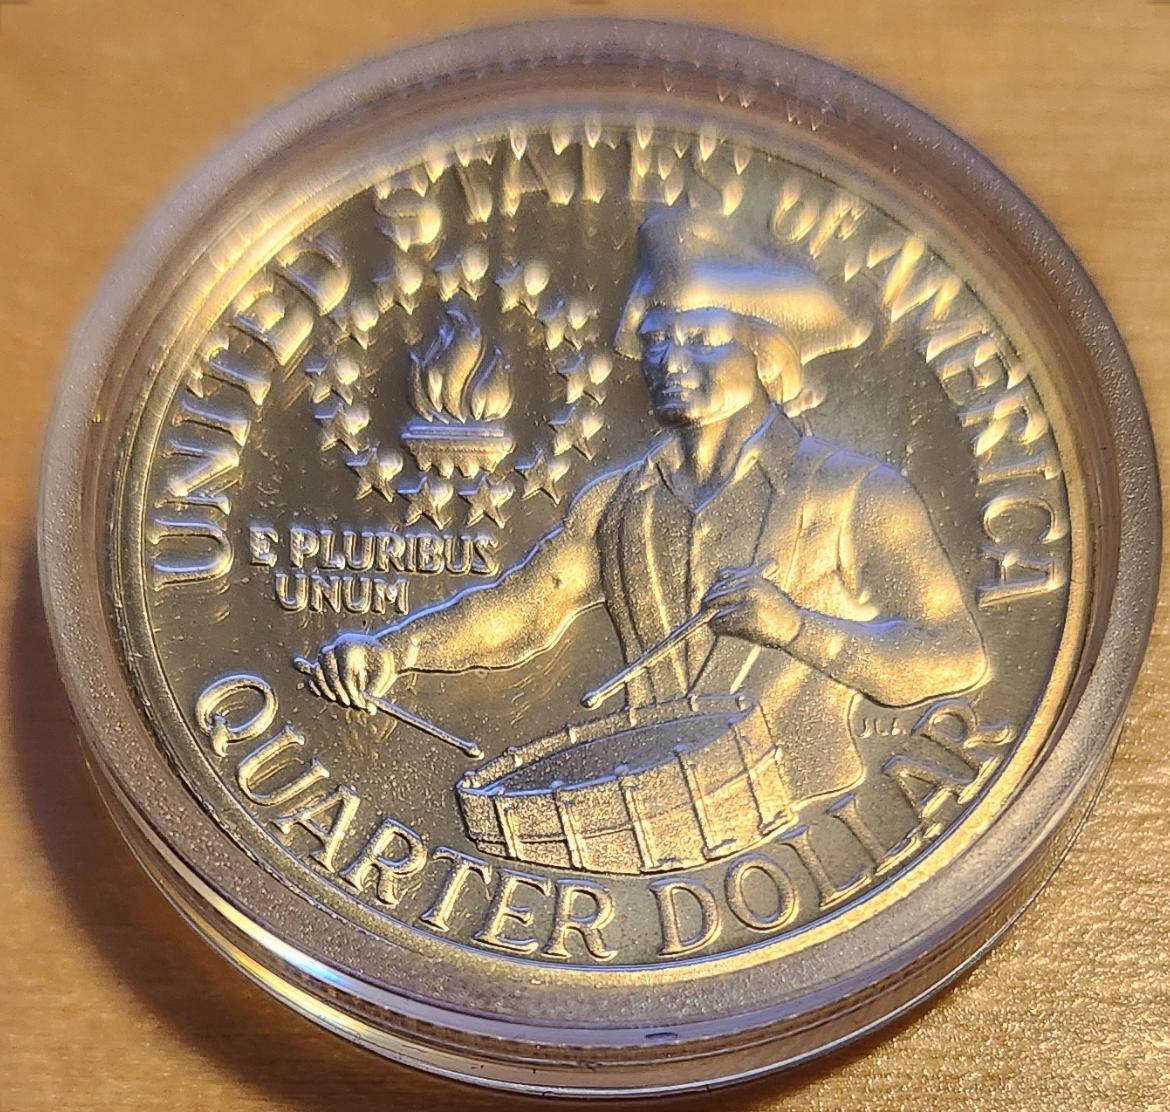 UNITED STATES OF AMERICA
E PLURIBUS
UNUM
QUARTER DOLLAR